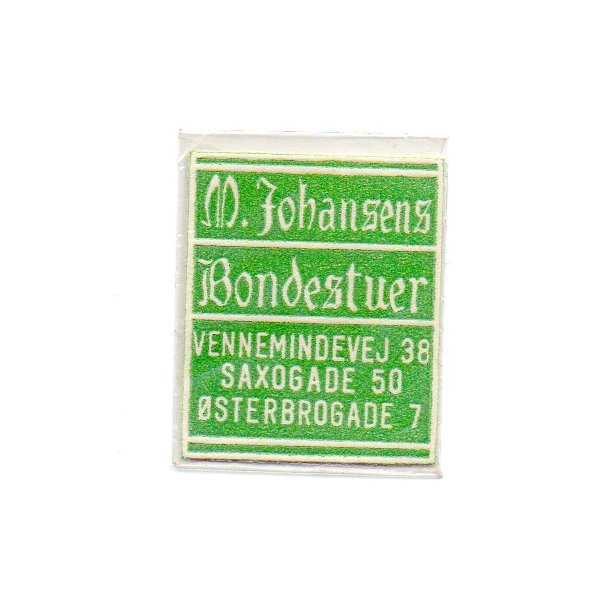 M. Johansens
Bondestuer
VENNEMINDEVEJ 38
SAXOGADE 50
ØSTERBROGADE 7